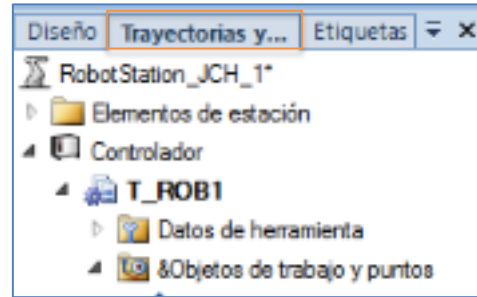 Diseño Trayectorias y... Etiquetas
RobotStation_JCH_1*
Elementos de estación
Controlador
T_ROB1
Datos de herramienta
&Objetos de trabajo y puntos